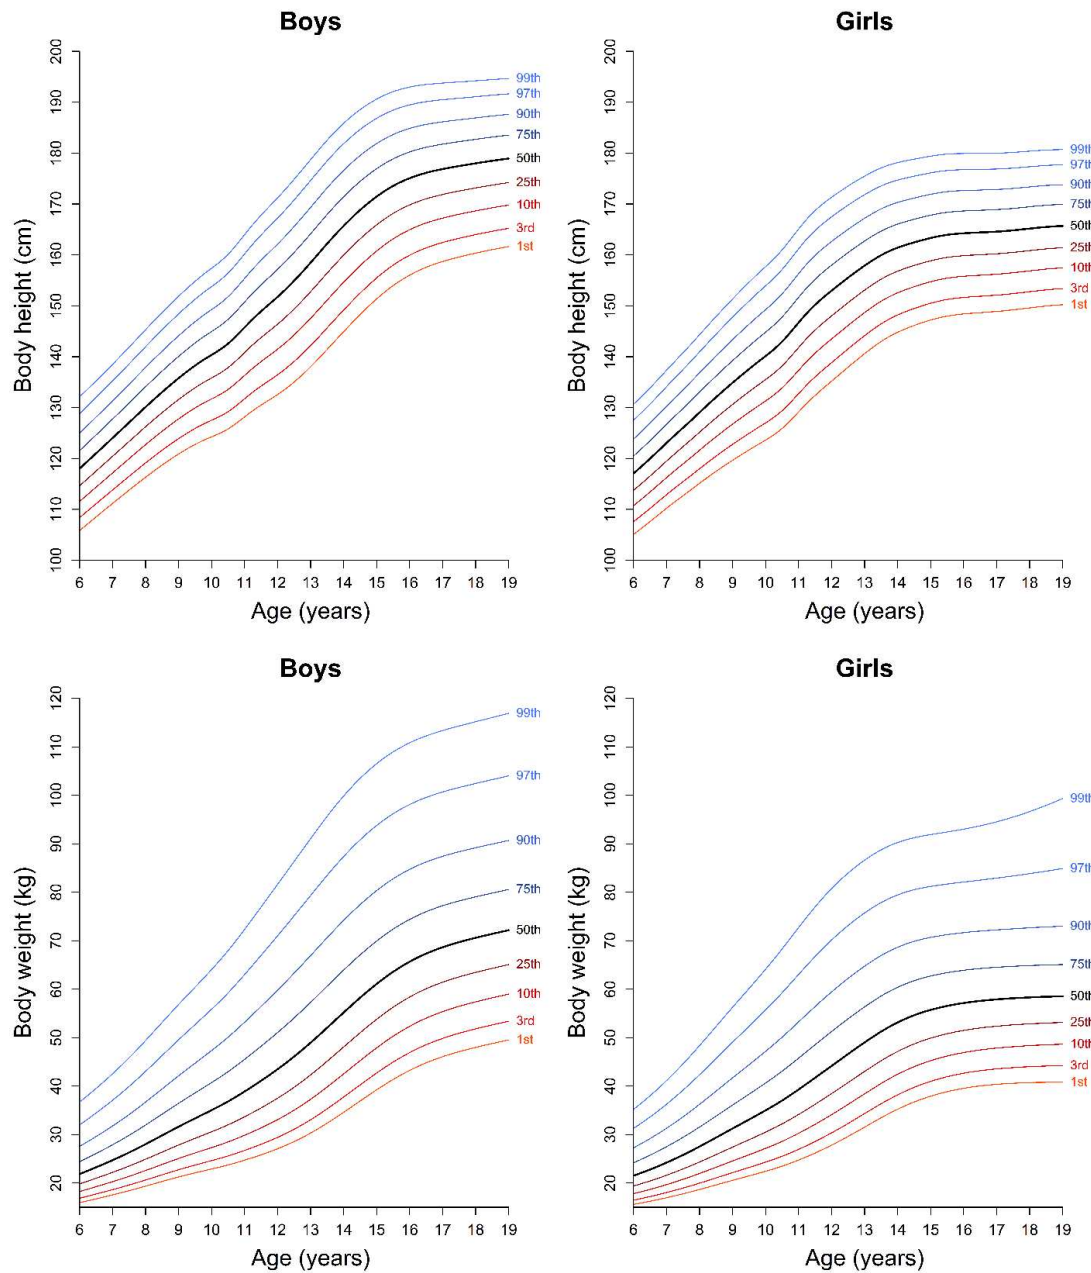 Boys
Body height (cm)
200
190
180
170
160
150
140
130
120
110
100
99th
97th
90th
75th
50th
25th
10th
3rd
1st
6 7 8 9 10 11 12 13 14 15 16 17 18 19
Age (years)
Girls
Body height (cm)
200
190
180
170
160
150
140
130
120
110
100
99th
97th
90th
75th
50th
25th
10th
3rd
1st
6 7 8 9 10 11 12 13 14 15 16 17 18 19
Age (years)
Boys
Body weight (kg)
120
110
100
90
80
70
60
50
40
30
20
99th
97th
90th
75th
50th
25th
10th
3rd
1st
6 7 8 9 10 11 12 13 14 15 16 17 18 19
Age (years)
Girls
Body weight (kg)
120
110
100
90
80
70
60
50
40
30
20
99th
97th
90th
75th
50th
25th
10th
3rd
1st
6 7 8 9 10 11 12 13 14 15 16 17 18 19
Age (years)